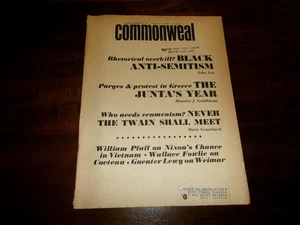 commonweal
Rhetorical overkill? BLACK
ANTI-SEMITISM
John Leo
Purges & protest in Greece THE
JUNTA'S YEAR
Maurice J. Goldbloom
Who needs ecumenism? NEVER
THE TWAIN SHALL MEET
Doris Grumbach
William Pfaff on Nixon's Chance
in Vietnam • Wallace Fowlie on
Cocteau • Guenter Lewy on Weimar